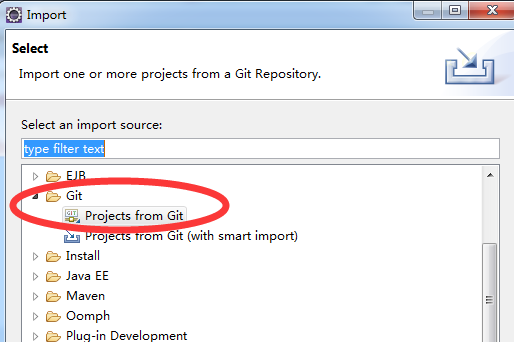 Import
Select
Import one or more projects from a Git Repository.
Select an import source:
type filter text
EJB
Git
GIT
Projects from Git
Projects from Git (with smart import)
Install
Java EE
Maven
Oomph
Plug-in Development